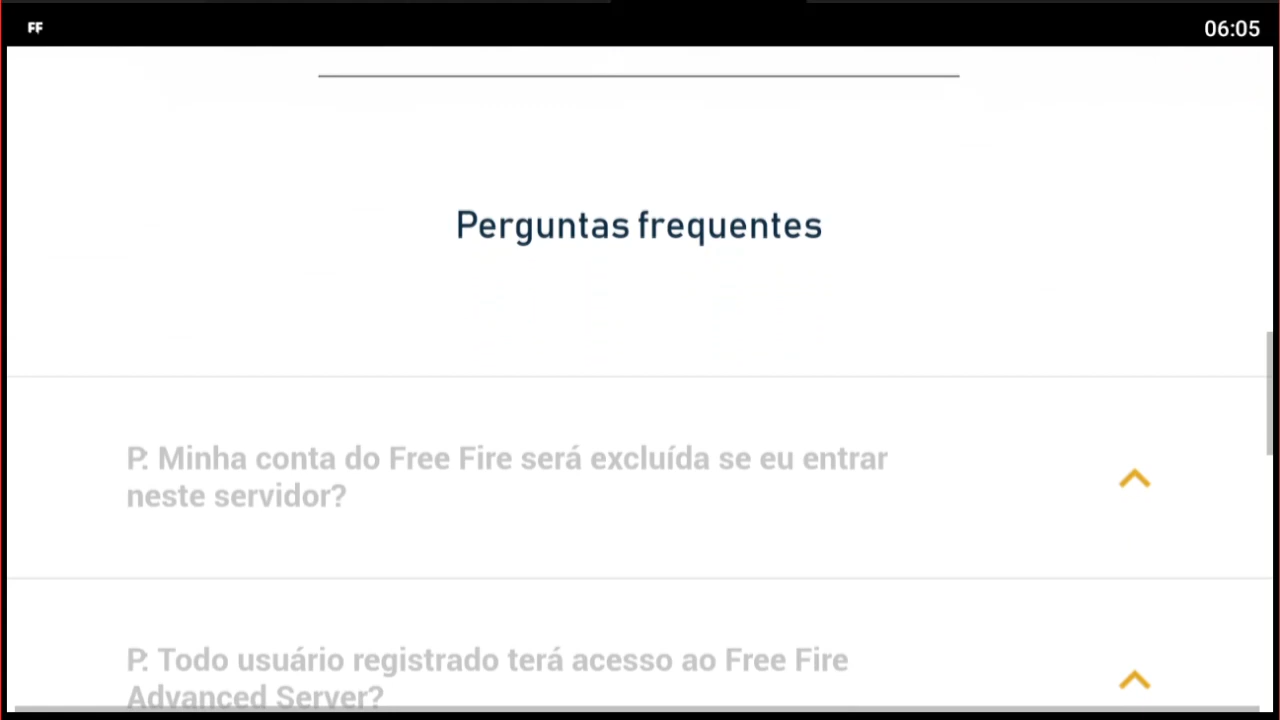 FF
06:05
Perguntas frequentes
P: Minha conta do Free Fire será excluída se eu entrar
neste servidor?
P: Todo usuário registrado terá acesso ao Free Fire
Advanced Server?